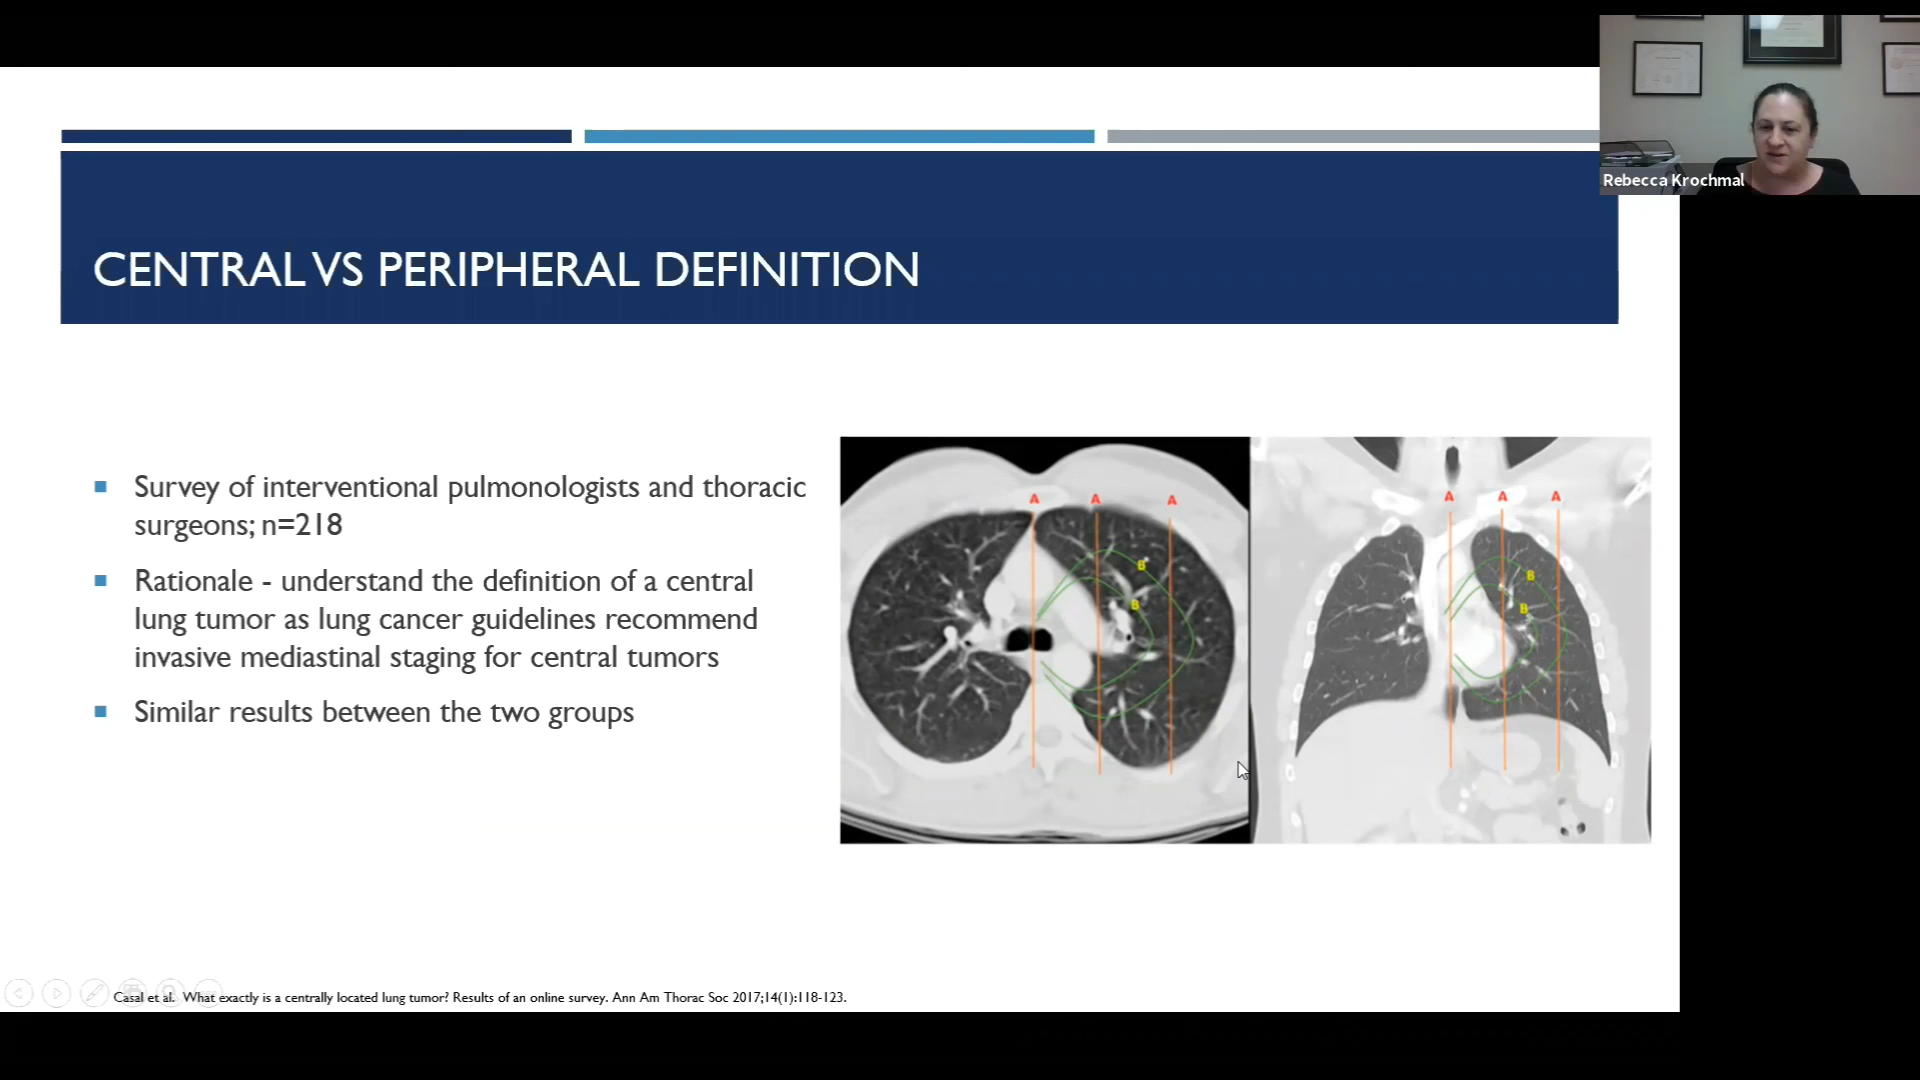 Rebecca Krochmal
CENTRAL VS PERIPHERAL DEFINITION
Survey of interventional pulmonologists and thoracic
surgeons; n=218
Rationale - understand the definition of a central
lung tumor as lung cancer guidelines recommend
invasive mediastinal staging for central tumors
Similar results between the two groups
A A A
B
B
A A A
B
B
Casal et al. What exactly is a centrally located lung tumor? Results of an online survey. Ann Am Thorac Soc 2017;14(1):118-123.